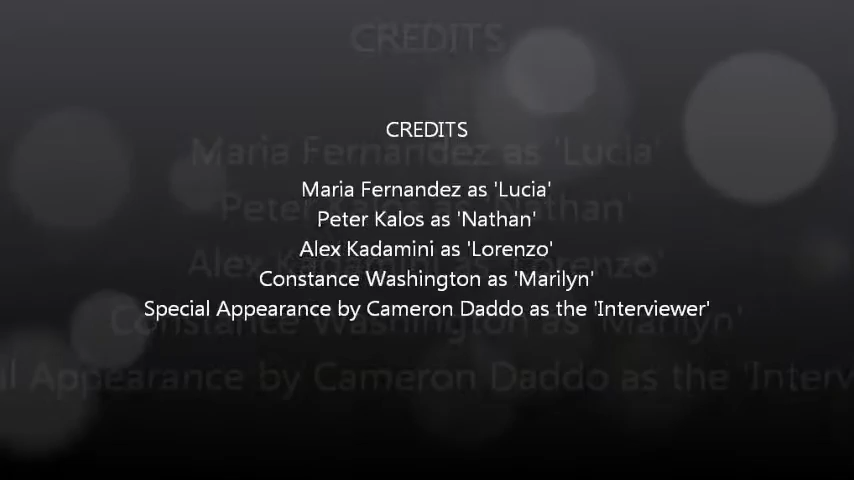 CREDITS
Maria Fernandez as 'Lucia'
Peter Kalos as 'Nathan'
Alex Kadamini as 'Lorenzo'
Constance Washington as 'Marilyn'
Special Appearance by Cameron Daddo as the 'Interviewer'